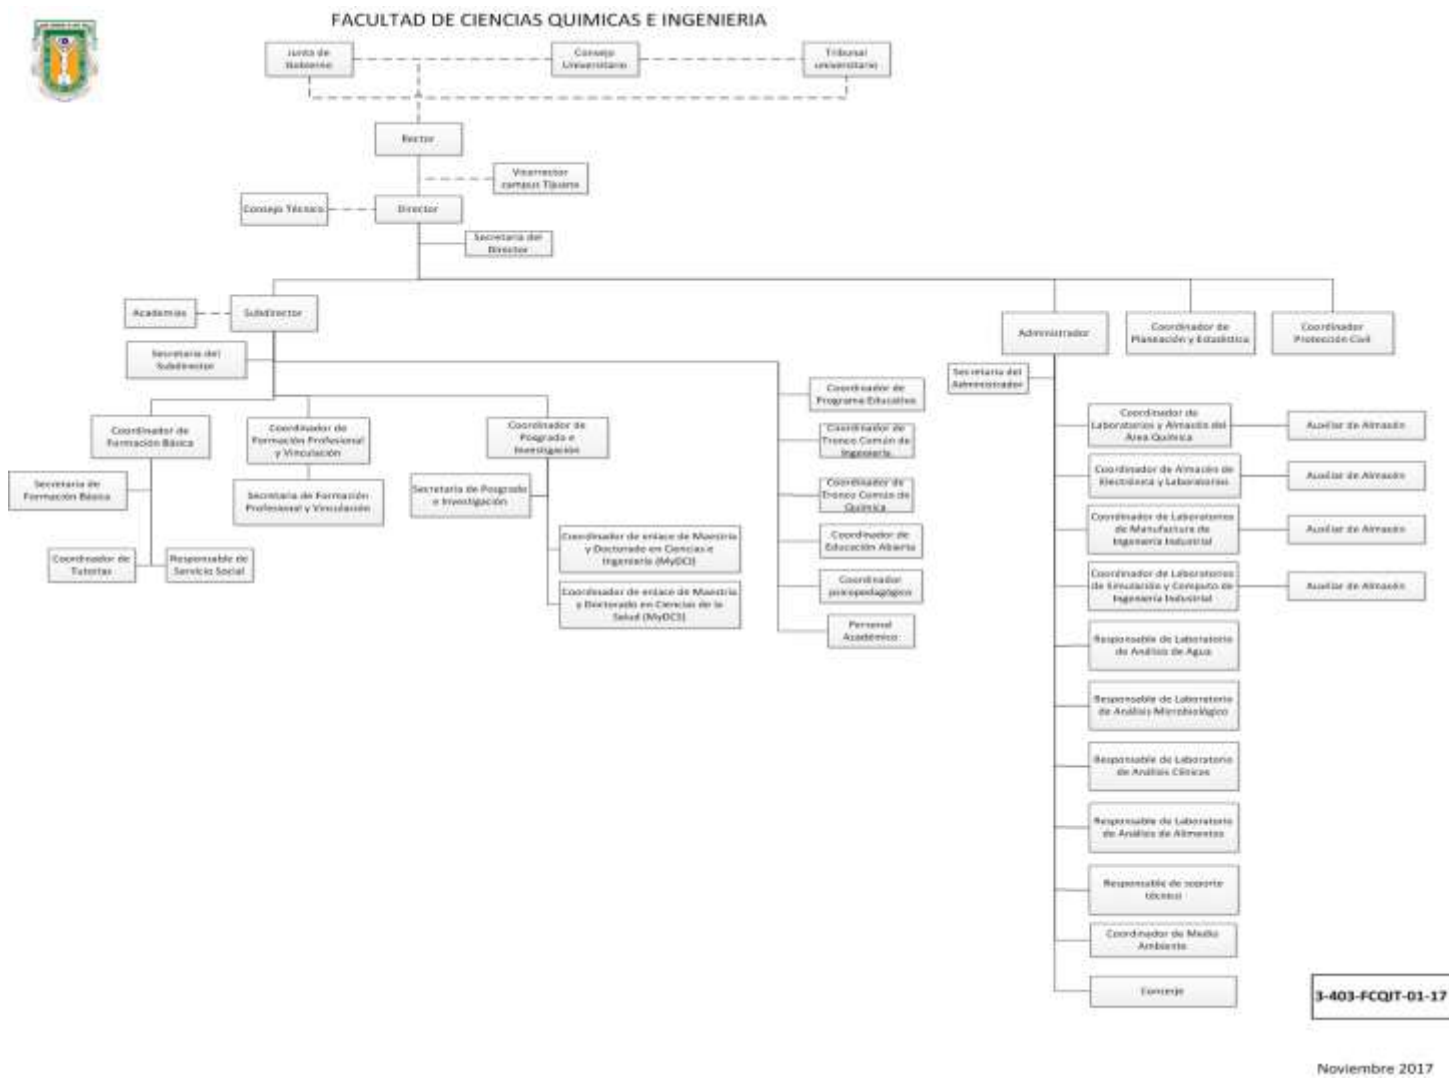 FACULTAD DE CIENCIAS QUIMICAS E INGENIERIA
Junta de
Gobierno
Consejo
Universitario
Tribunal
universitario
Rector
Vicerrector
campus Tijuana
Consejo Técnico
Director
Secretaria del
Director
Academias
Subdirector
Secretaria del
Subdirector
Administrador
Coordinador de
Planeación y Estadística
Coordinador
Protección Civil
Secretaria del
Administrador
Coordinador de
Formación Básica
Coordinador de
Formación Profesional
y Vinculación
Coordinador de
Posgrado e
Investigación
Secretaria de
Formación Básica
Secretaria de Formación
Profesional y Vinculación
Secretaria de Posgrado
e Investigación
Coordinador de
Tutorías
Responsable de
Servicio Social
Coordinador de enlace de Maestría
y Doctorado en Ciencias e
Ingeniería (MyDCI)
Coordinador de enlace de Maestría
y Doctorado en Ciencias de la
Salud (MyDCS)
Coordinador de
Programa Educativo
Coordinador de
Tronco Común de
Ingeniería
Coordinador de
Tronco Común de
Química
Coordinador de
Educación Abierta
Coordinador
psicopedagógico
Personal
Académico
Coordinador de
Laboratorios y Almacén del
Área Química
Auxiliar de Almacén
Coordinador de Almacén de
Electrónica y Laboratorios
Auxiliar de Almacén
Coordinador de Laboratorios
de Manufactura de
Ingeniería Industrial
Auxiliar de Almacén
Coordinador de Laboratorios
de Simulación y Computo de
Ingeniería Industrial
Auxiliar de Almacén
Responsable de Laboratorio
de Análisis de Agua
Responsable de Laboratorio
de Análisis Microbiológico
Responsable de Laboratorio
de Análisis Clínicos
Responsable de Laboratorio
de Análisis de Alimentos
Responsable de soporte
técnico
Coordinador de Medio
Ambiente
Conserje
3-403-FCQIT-01-17
Noviembre 2017